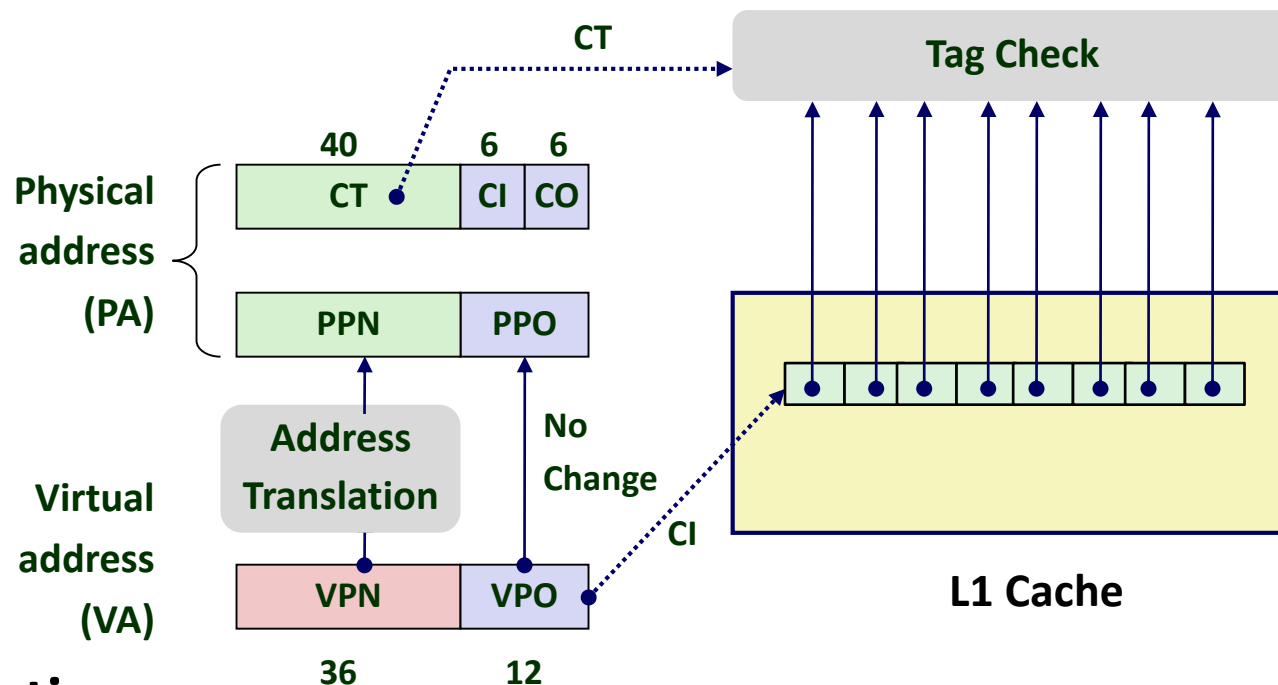 CT
Tag Check
40
6
6
Physical
address
(PA)
CT
CI
CO
PPN
PPO
Address
Translation
No
Change
Virtual
address
(VA)
CI
VPN
VPO
L1 Cache
36
12